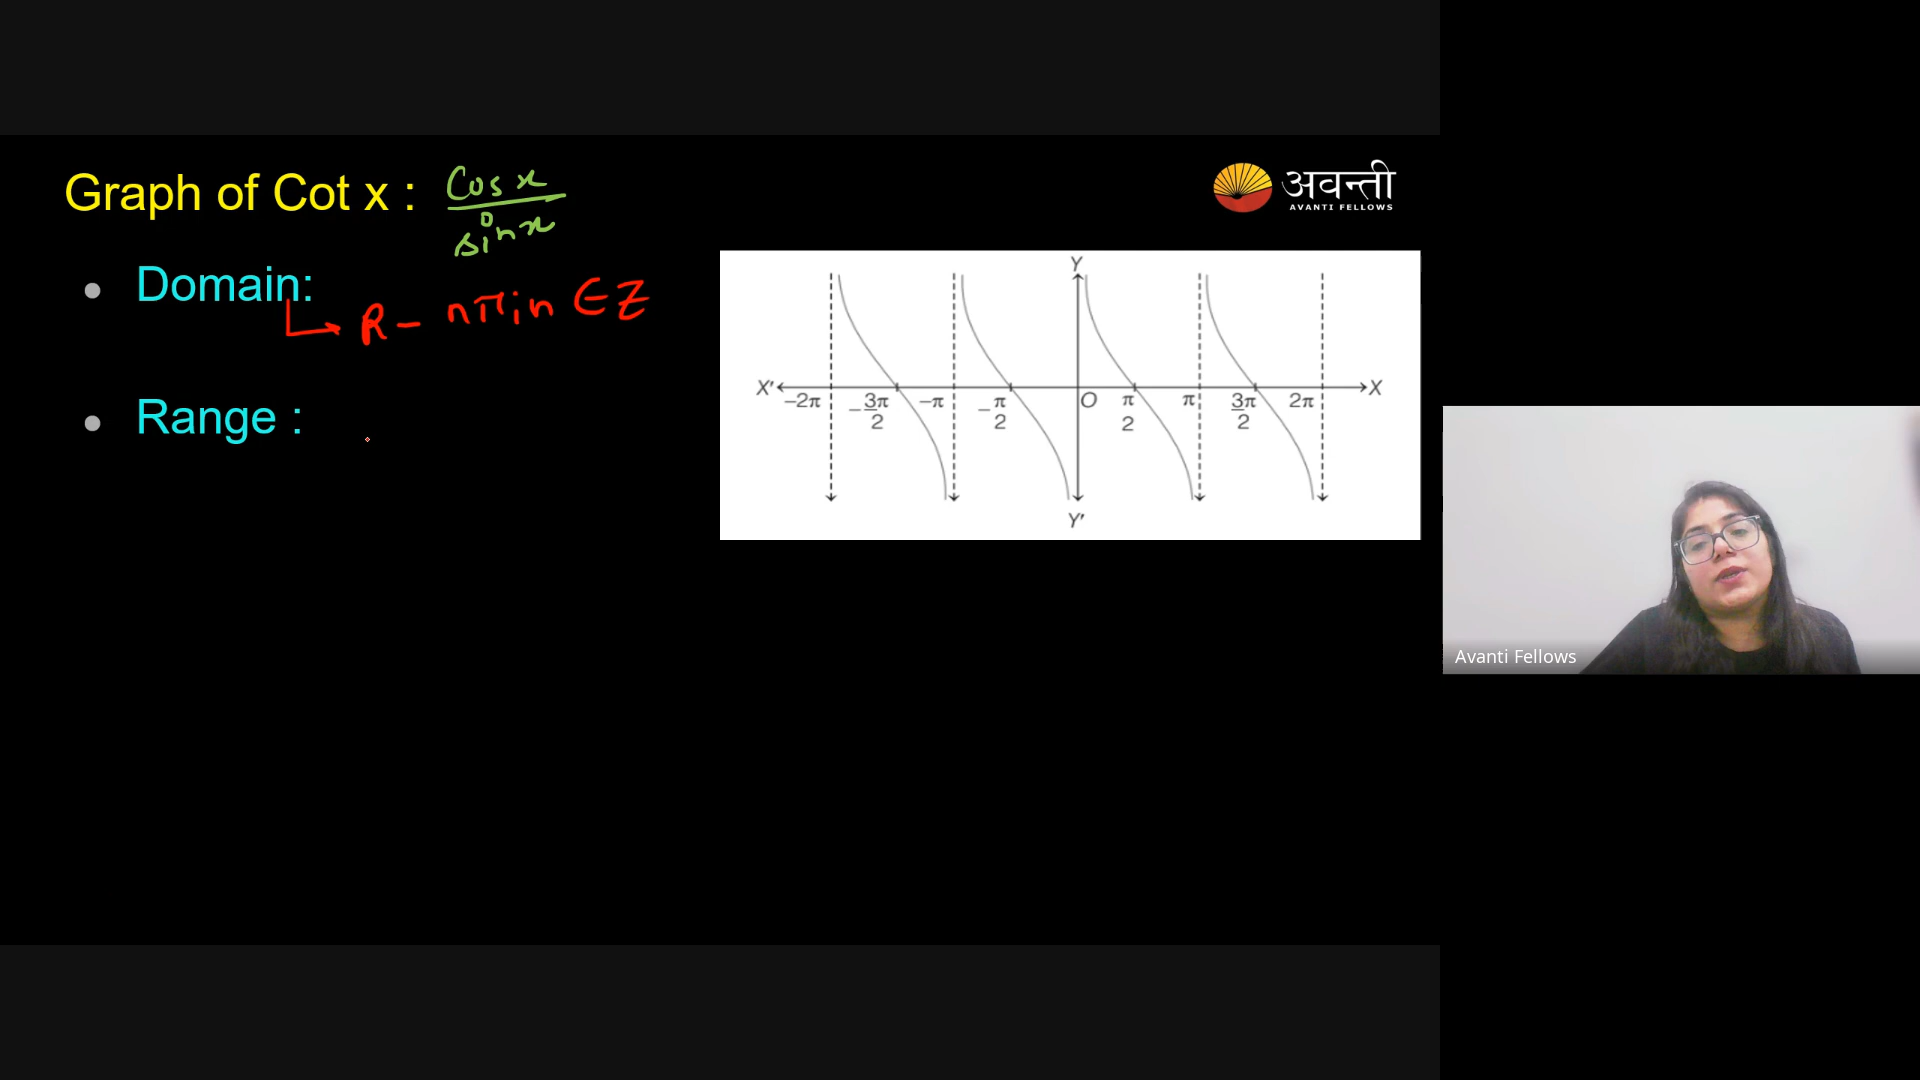 Graph of Cot x : Cos x / sin x
अवन्ती
AVANTI FELLOWS
• Domain:
R - nπ; n ∈ Z
• Range :
Y
X' -2π -3π/2 -π -π/2 O π/2 π 3π/2 2π X
Y'
Avanti Fellows